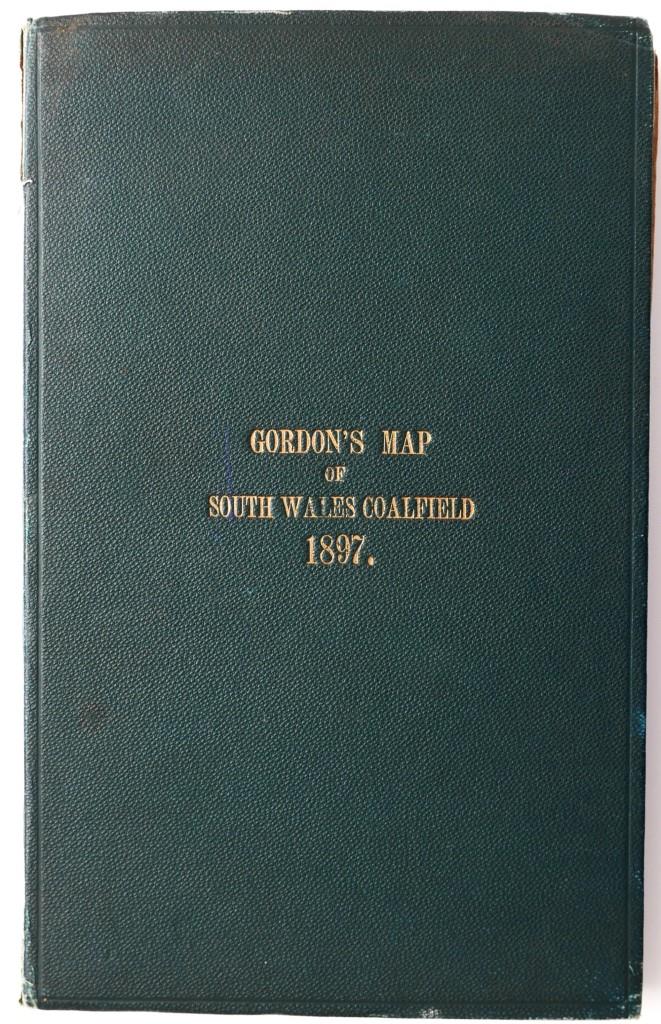 GORDON'S MAP
OF
SOUTH WALES COALFIELD
1897.